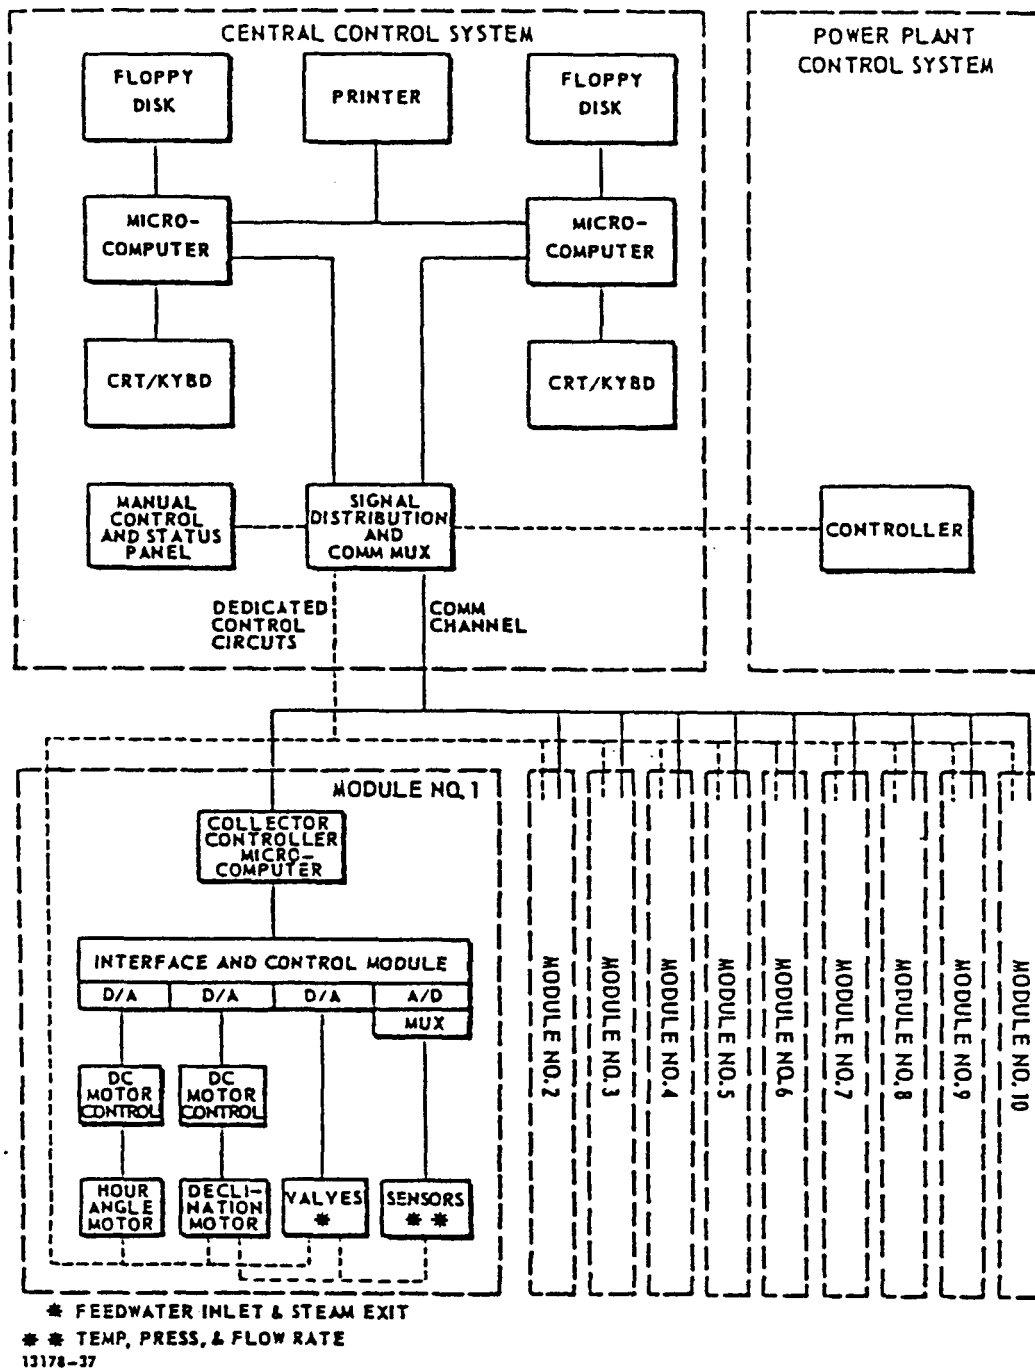 CENTRAL CONTROL SYSTEM
FLOPPY
DISK
PRINTER
FLOPPY
DISK
MICRO-
COMPUTER
MICRO-
COMPUTER
CRT/KYBD
CRT/KYBD
MANUAL
CONTROL
AND STATUS
PANEL
SIGNAL
DISTRIBUTION
AND
COMM MUX
DEDICATED
CONTROL
CIRCUTS
COMM
CHANNEL
POWER PLANT
CONTROL SYSTEM
CONTROLLER
MODULE NO. 1
COLLECTOR
CONTROLLER
MICRO-
COMPUTER
INTERFACE AND CONTROL MODULE
D/A
D/A
D/A
A/D
MUX
DC
MOTOR
CONTROL
DC
MOTOR
CONTROL
HOUR
ANGLE
MOTOR
DECLI-
NATION
MOTOR
VALVES
*
SENSORS
* *
MODULE NO. 2
MODULE NO. 3
MODULE NO. 4
MODULE NO. 5
MODULE NO. 6
MODULE NO. 7
MODULE NO. 8
MODULE NO. 9
MODULE NO. 10
* FEEDWATER INLET & STEAM EXIT
* * TEMP, PRESS, & FLOW RATE
13178-37